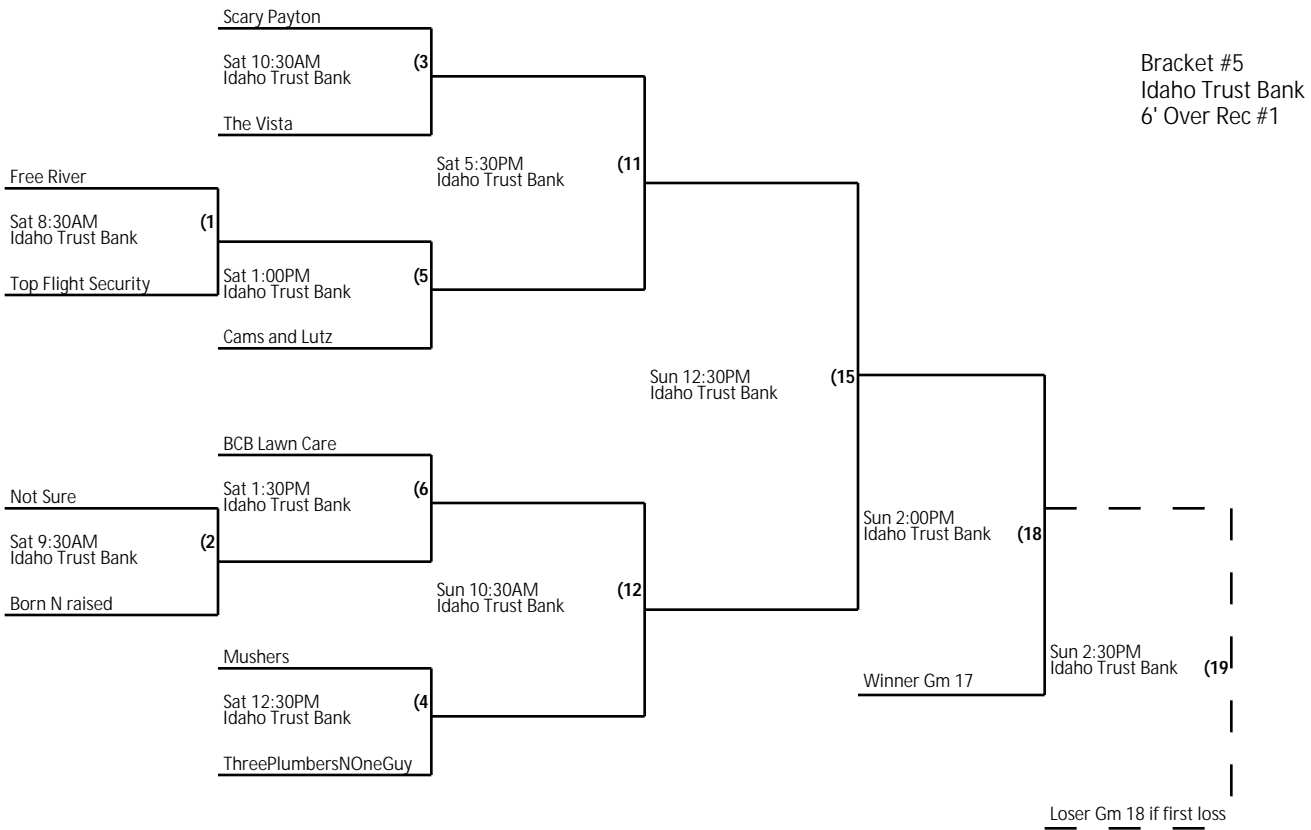 Scary Payton
Sat 10:30AM
Idaho Trust Bank
(3
The Vista
Bracket #5
Idaho Trust Bank
6' Over Rec #1
Sat 5:30PM
Idaho Trust Bank
(11
Free River
Sat 8:30AM
Idaho Trust Bank
(1
Top Flight Security
Sat 1:00PM
Idaho Trust Bank
(5
Cams and Lutz
Sun 12:30PM
Idaho Trust Bank
(15
BCB Lawn Care
Sat 1:30PM
Idaho Trust Bank
(6
Not Sure
Sat 9:30AM
Idaho Trust Bank
(2
Born N raised
Sun 10:30AM
Idaho Trust Bank
(12
Mushers
Sat 12:30PM
Idaho Trust Bank
(4
ThreePlumbersNOneGuy
Sun 2:00PM
Idaho Trust Bank
(18
Winner Gm 17
Sun 2:30PM
Idaho Trust Bank
(19
Loser Gm 18 if first loss